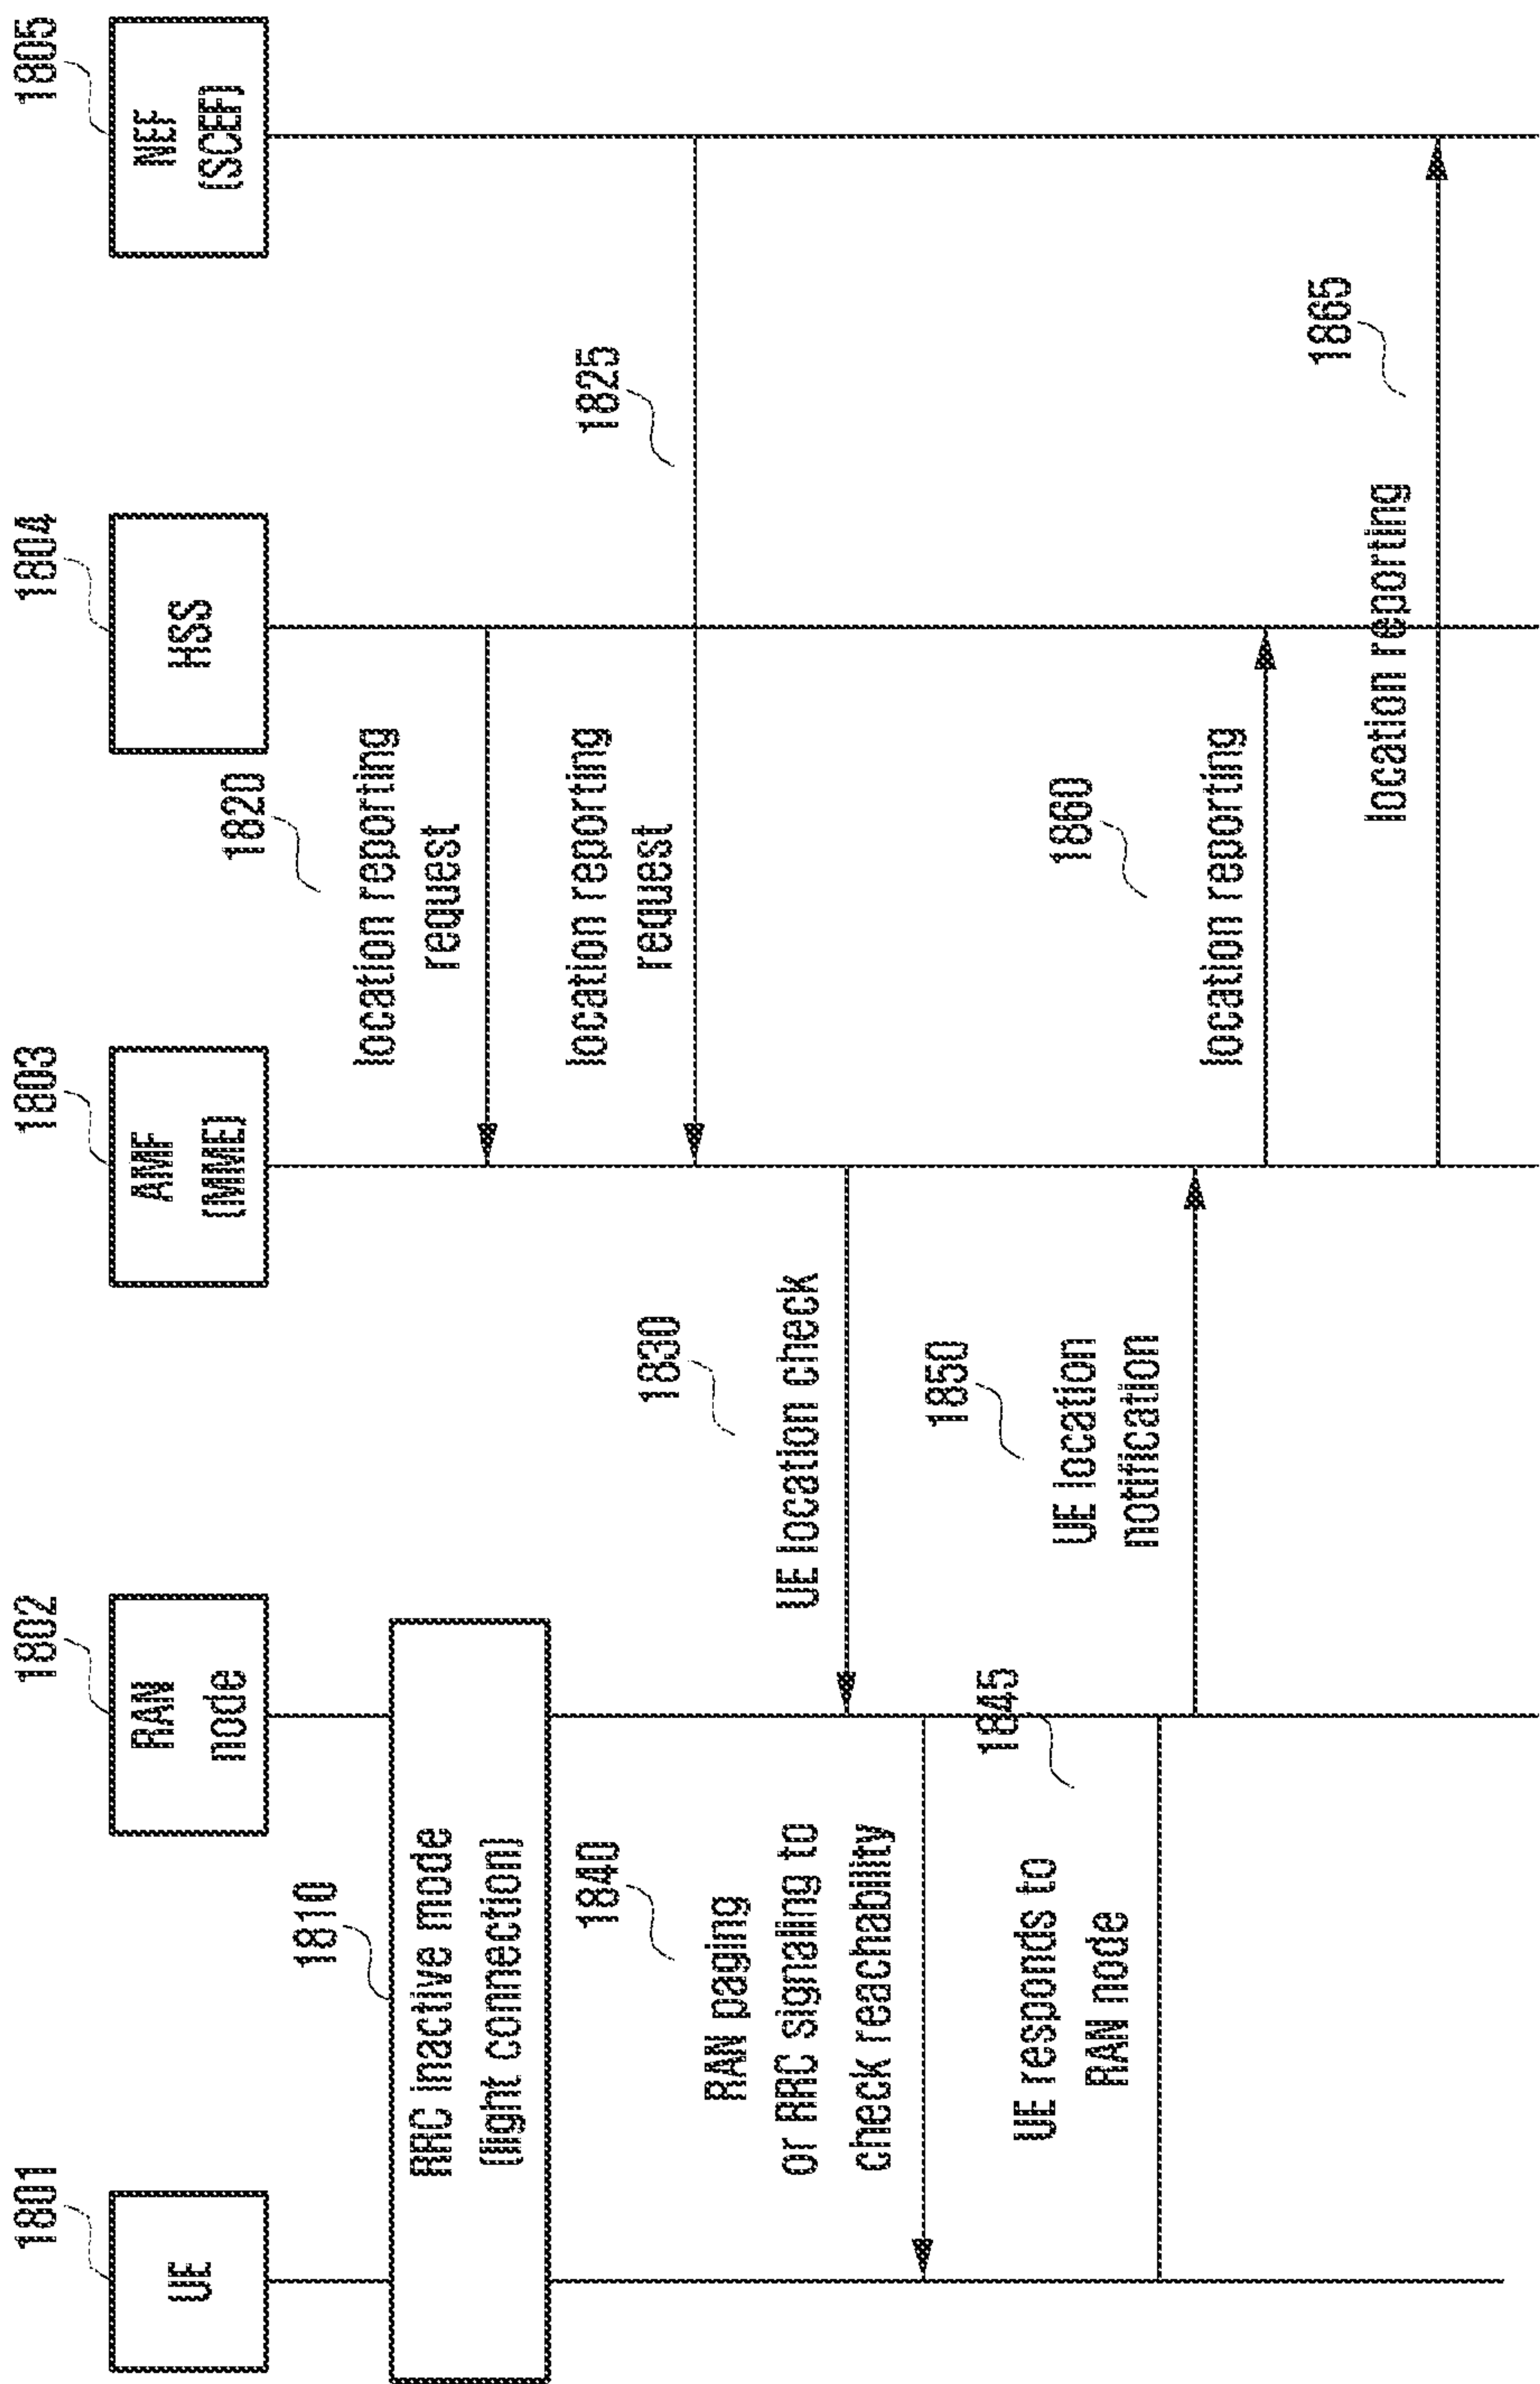 1801
UE
1802
RAN
node
1803
AMF
(MME)
1804
HSS
1805
NEF
(SCEF)
1810
RRC inactive mode
(light connection)
1820
location reporting
request
1825
location reporting
request
1830
UE location check
1840
RAN paging
or RRC signaling to
check reachability
1845
UE responds to
RAN node
1850
UE location
notification
1860
location reporting
1865
location reporting